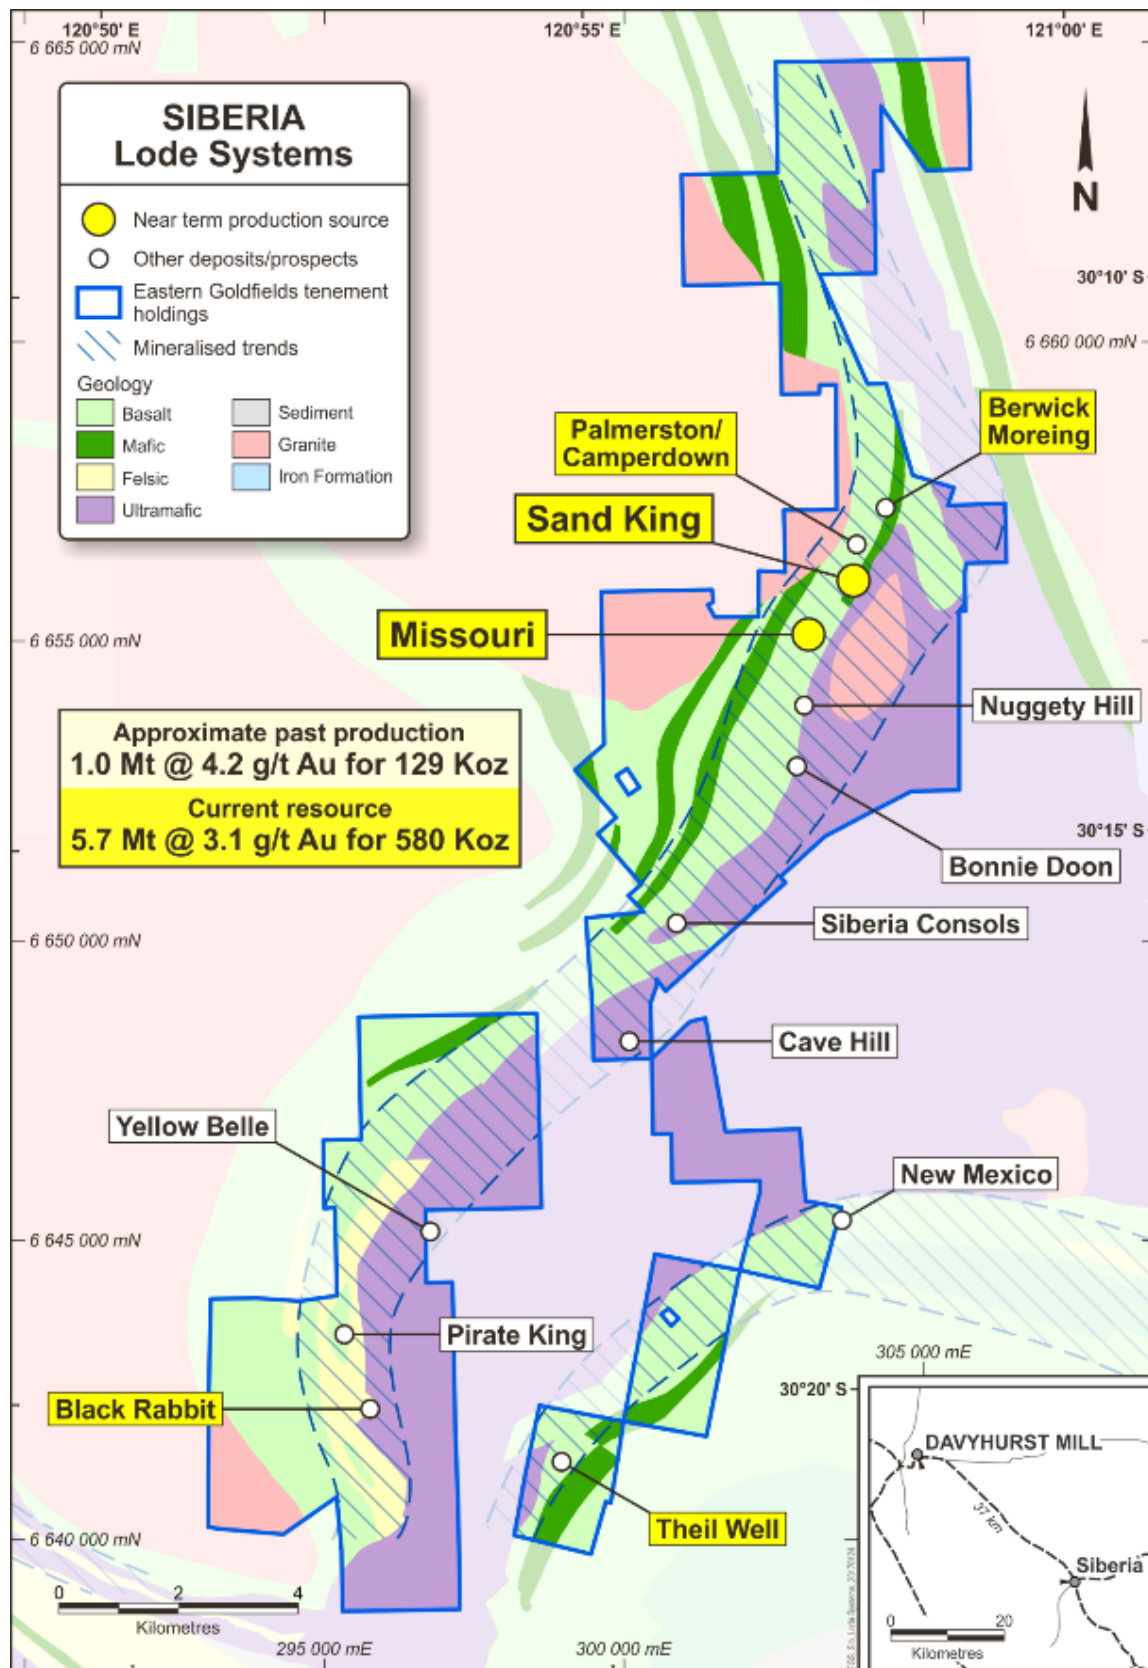 120°50' E
120°55' E
121°00' E
6 665 000 mN
SIBERIA
Lode Systems
Near term production source
Other deposits/prospects
Eastern Goldfields tenement
holdings
Mineralised trends
Geology
Basalt
Sediment
Mafic
Granite
Felsic
Iron Formation
Ultramafic
N
30°10' S
6 660 000 mN
Berwick
Moreing
Palmerston/
Camperdown
Sand King
Missouri
6 655 000 mN
Nuggety Hill
Approximate past production
1.0 Mt @ 4.2 g/t Au for 129 Koz
Current resource
5.7 Mt @ 3.1 g/t Au for 580 Koz
30°15' S
Bonnie Doon
Siberia Consols
6 650 000 mN
Cave Hill
Yellow Belle
New Mexico
6 645 000 mN
Pirate King
305 000 mE
30°20' S
Black Rabbit
DAVYHURST MILL
37 km
Theil Well
6 640 000 mN
Siberia
0 2 4
Kilometres
0 20
Kilometres
295 000 mE
300 000 mE